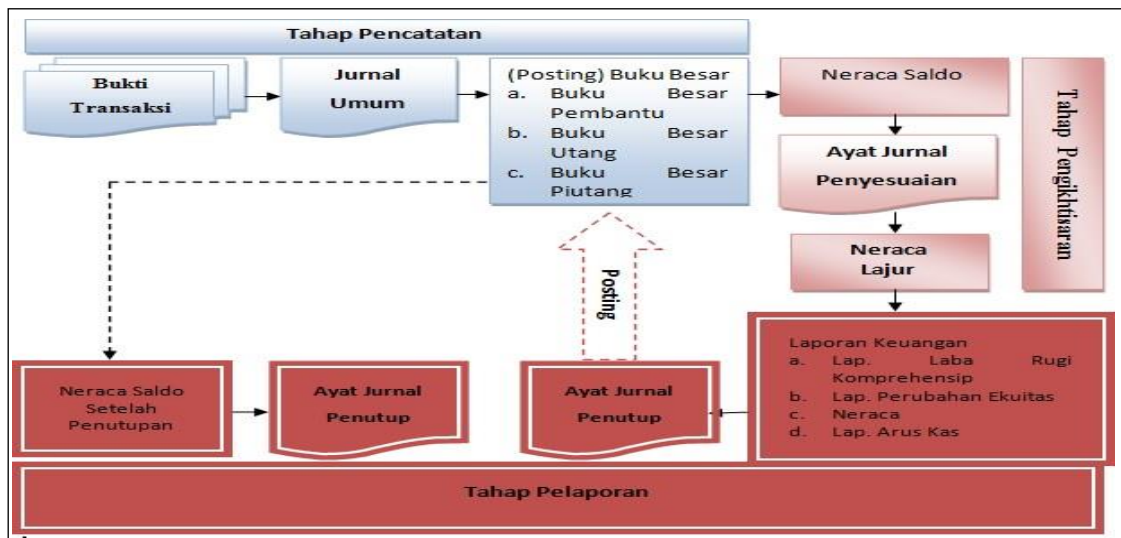 Tahap Pencatatan
Bukti
Transaksi
Jurnal
Umum
(Posting) Buku Besar
a. Buku Besar
Pembantu
b. Buku Besar
Utang
c. Buku Besar
Piutang
Neraca Saldo
Ayat Jurnal
Penyesuaian
Neraca
Lajur
Tahap Pengikhtisaran
Posting
Neraca Saldo
Setelah
Penutupan
Ayat Jurnal
Penutup
Ayat Jurnal
Penutup
Laporan Keuangan
a. Lap. Laba Rugi
Komprehensip
b. Lap. Perubahan Ekuitas
c. Neraca
d. Lap. Arus Kas
Tahap Pelaporan